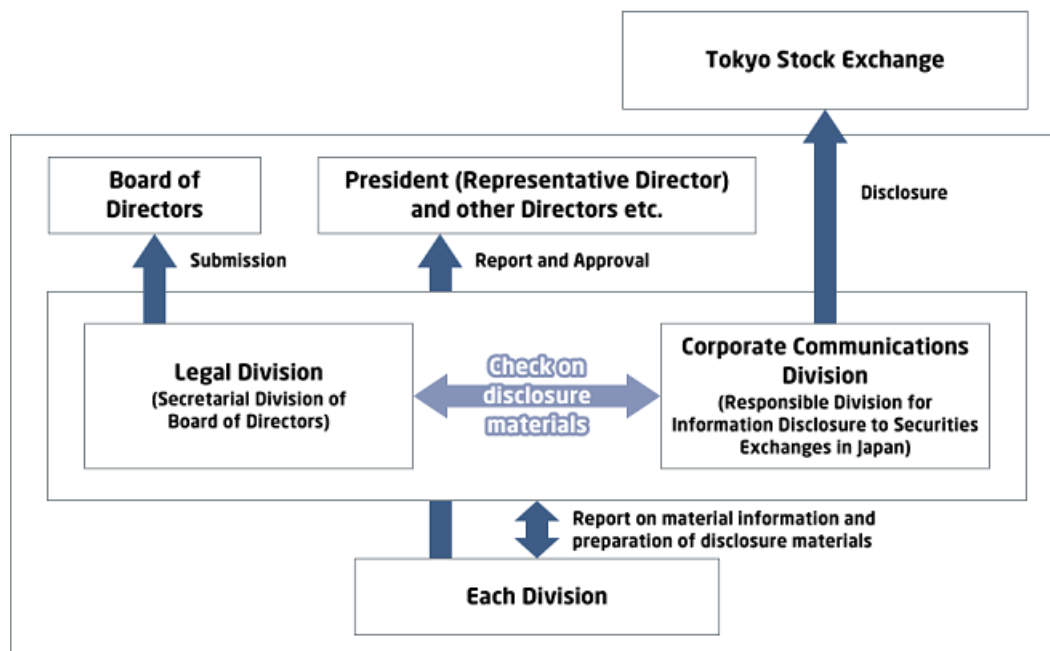 Tokyo Stock Exchange
Board of
Directors
President (Representative Director)
and other Directors etc.
Disclosure
Submission
Report and Approval
Legal Division
(Secretarial Division of
Board of Directors)
Check on
disclosure
materials
Corporate Communications
Division
(Responsible Division for
Information Disclosure to Securities
Exchanges in Japan)
Report on material information and
preparation of disclosure materials
Each Division